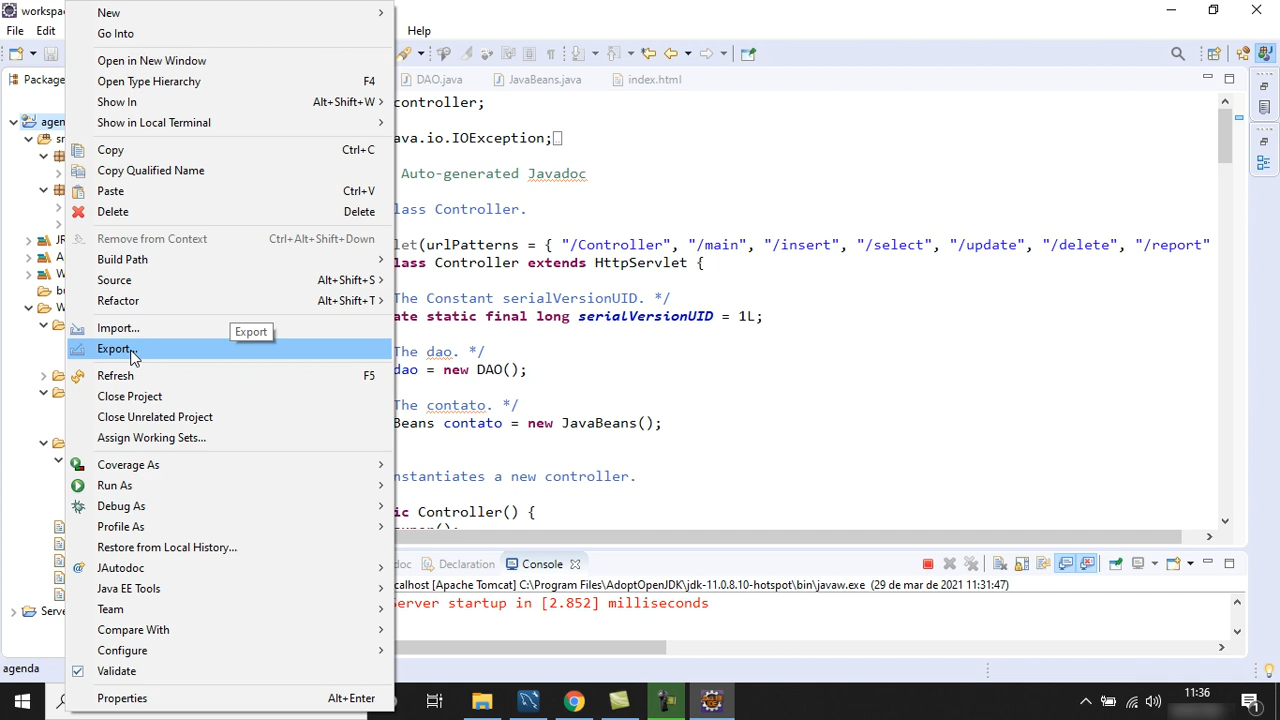 workspa
File Edit Help
Package
DAO.java JavaBeans.java index.html
agen
sr
JR
A
W
bu
W
Serve
agenda
New
Go Into
Open in New Window
Open Type Hierarchy F4
Show In Alt+Shift+W
Show in Local Terminal
Copy Ctrl+C
Copy Qualified Name
Paste Ctrl+V
Delete Delete
Remove from Context Ctrl+Alt+Shift+Down
Build Path
Source Alt+Shift+S
Refactor Alt+Shift+T
Import...
Export...
Export
Refresh F5
Close Project
Close Unrelated Project
Assign Working Sets...
Coverage As
Run As
Debug As
Profile As
Restore from Local History...
JAutodoc
Java EE Tools
Team
Compare With
Configure
Validate
Properties Alt+Enter
controller;
ava.io.IOException;
Auto-generated Javadoc
lass Controller.
let(urlPatterns = { "/Controller", "/main", "/insert", "/select", "/update", "/delete", "/report"
lass Controller extends HttpServlet {
The Constant serialVersionUID. */
ate static final long serialVersionUID = 1L;
The dao. */
dao = new DAO();
The contato. */
Beans contato = new JavaBeans();
nstantiates a new controller.
ic Controller() {
super();
doc Declaration Console
calhost [Apache Tomcat] C:\Program Files\AdoptOpenJDK\jdk-11.0.8.10-hotspot\bin\javaw.exe (29 de mar de 2021 11:31:47)
Server startup in [2.852] milliseconds
11:36
1